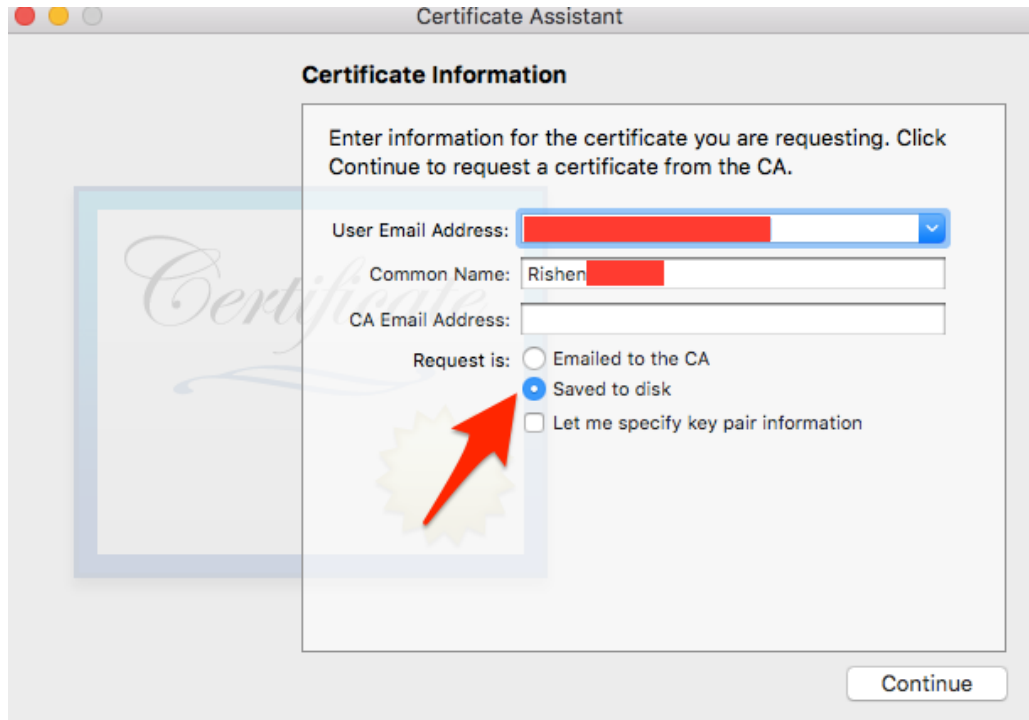 Certificate Assistant
Certificate Information
Enter information for the certificate you are requesting. Click
Continue to request a certificate from the CA.
Certificate
User Email Address:
Common Name: Rishen
CA Email Address:
Request is: Emailed to the CA
Saved to disk
Let me specify key pair information
Continue